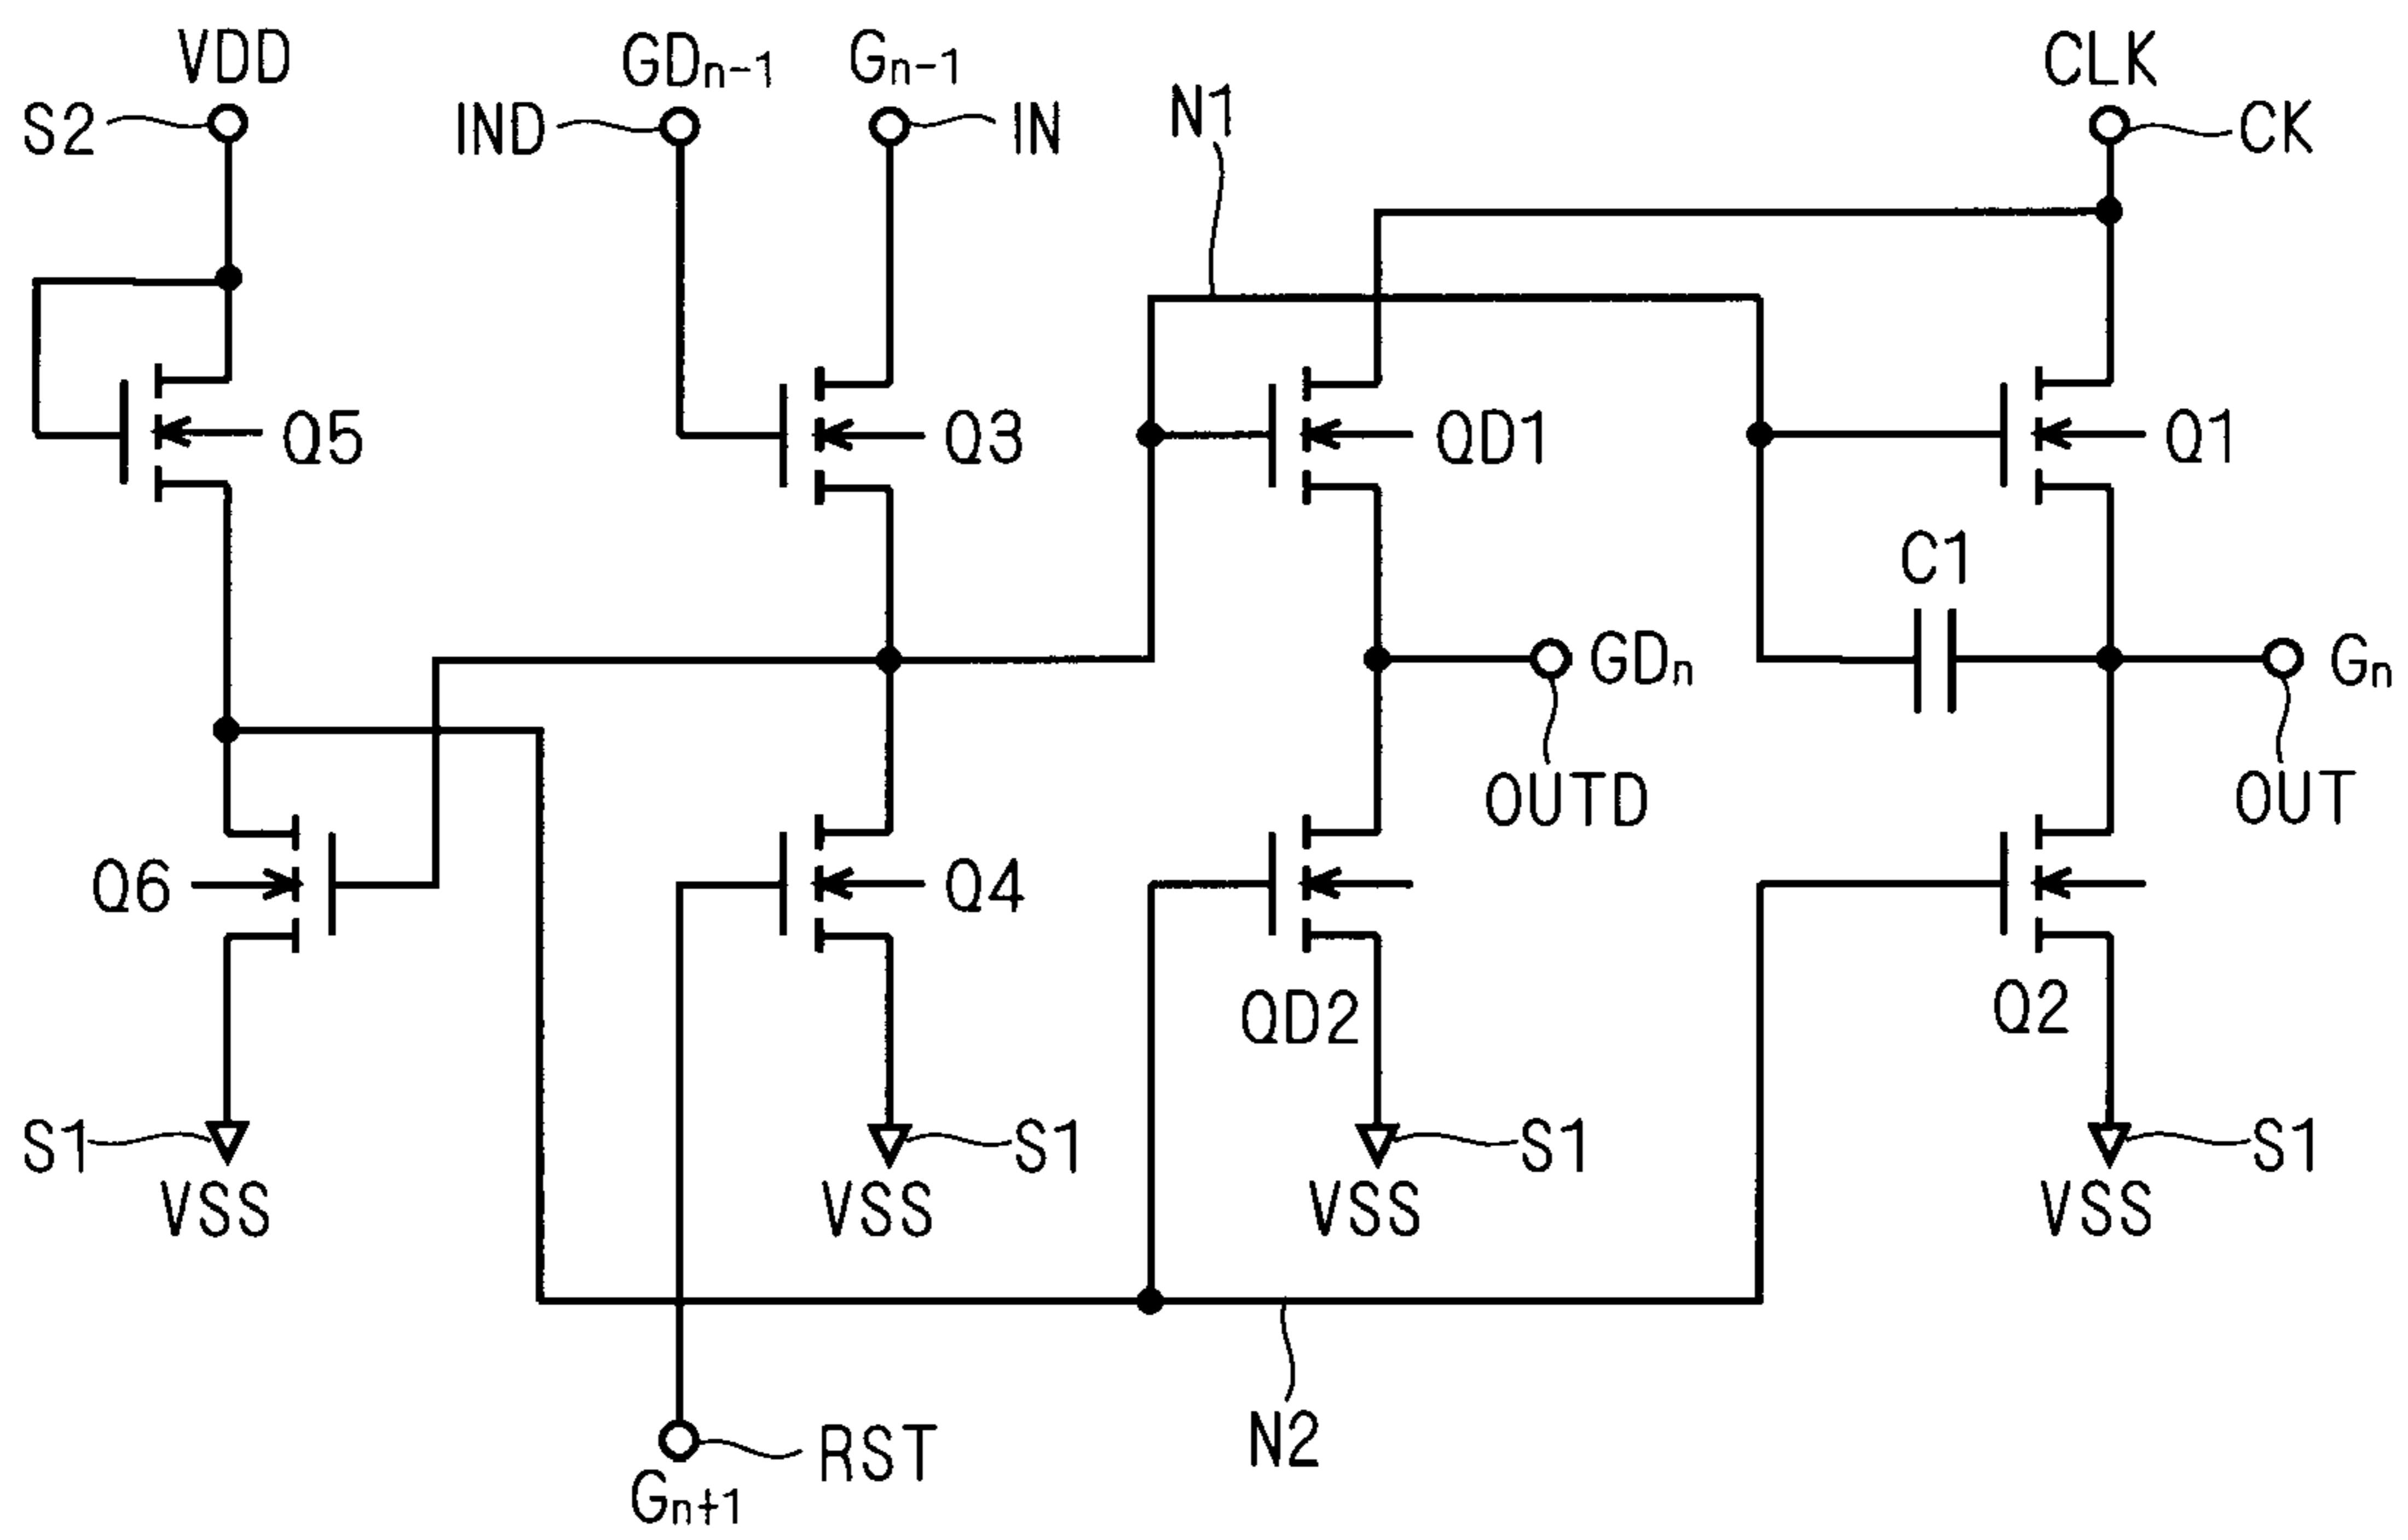 VDD
GDn-1
Gn-1
CLK
S2
IND
IN
N1
CK
Q5
Q3
QD1
Q1
C1
GDn
Gn
OUTD
OUT
Q6
Q4
QD2
Q2
S1
S1
S1
S1
VSS
VSS
VSS
VSS
N2
RST
Gn+1